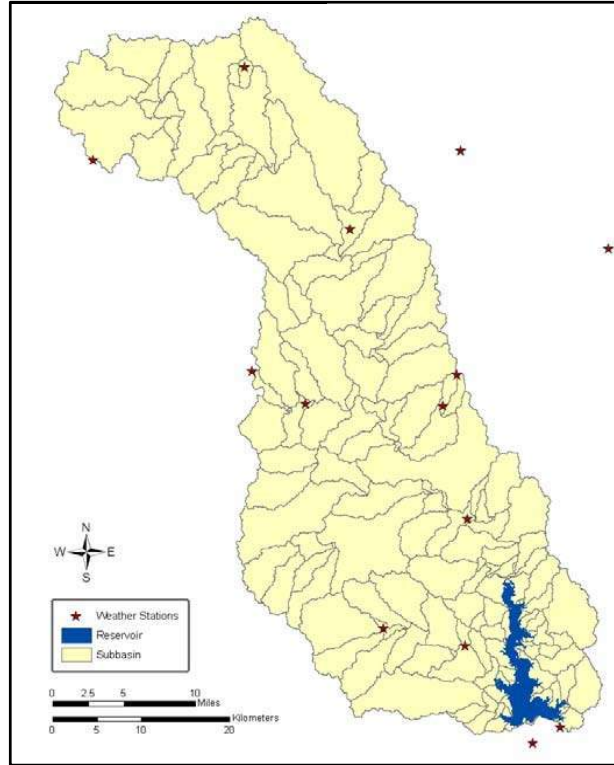 N
W E
S
Weather Stations
Reservoir
Subbasin
0 2.5 5 10
Miles
Kilometers
0 5 10 20